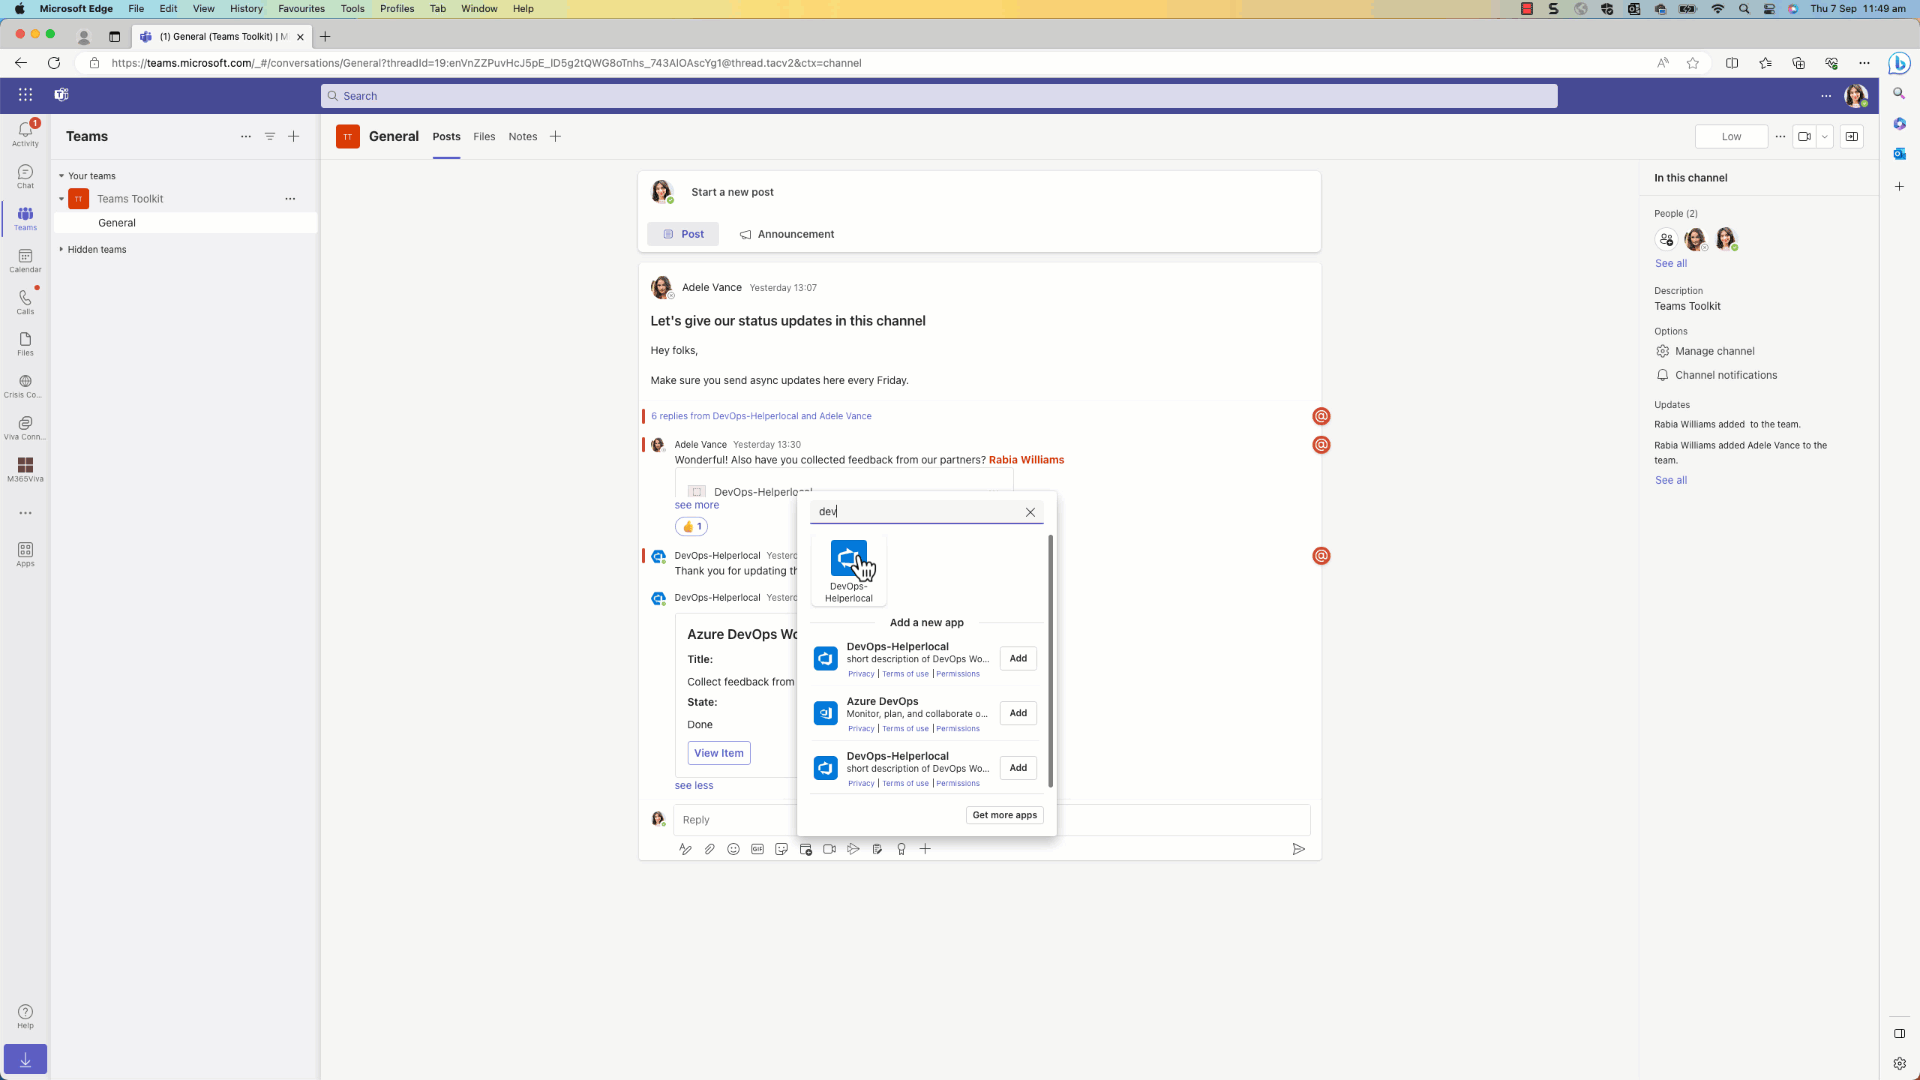 Microsoft Edge File Edit View History Favourites Tools Profiles Tab Window Help
Thu 7 Sep 11:49 am
(1) General (Teams Toolkit) | M
https://teams.microsoft.com/_#/conversations/General?threadId=19:enVnZZPuvHcJ5pE_ID5g2tQWG8oTnhs_743AlOAscYg1@thread.tacv2&ctx=channel
Search
1
Activity
Chat
Teams
Calendar
Calls
Files
Crisis Co...
Viva Conn...
M365Viva
Apps
Help
Teams
Your teams
TT Teams Toolkit
General
Hidden teams
TT General Posts Files Notes
Low
Start a new post
Post Announcement
Adele Vance Yesterday 13:07
Let's give our status updates in this channel
Hey folks,
Make sure you send async updates here every Friday.
6 replies from DevOps-Helperlocal and Adele Vance
Adele Vance Yesterday 13:30
Wonderful! Also have you collected feedback from our partners? Rabia Williams
DevOps-Helperlocal
see more
👍 1
DevOps-Helperlocal Yesterd
Thank you for updating th
DevOps-Helperlocal Yesterd
Azure DevOps Wo
Title:
Collect feedback from
State:
Done
View Item
see less
Reply
GIF
dev
DevOps-
Helperlocal
Add a new app
DevOps-Helperlocal
short description of DevOps Wo...
Privacy | Terms of use | Permissions
Add
Azure DevOps
Monitor, plan, and collaborate o...
Privacy | Terms of use | Permissions
Add
DevOps-Helperlocal
short description of DevOps Wo...
Privacy | Terms of use | Permissions
Add
Get more apps
In this channel
People (2)
See all
Description
Teams Toolkit
Options
Manage channel
Channel notifications
Updates
Rabia Williams added to the team.
Rabia Williams added Adele Vance to the
team.
See all